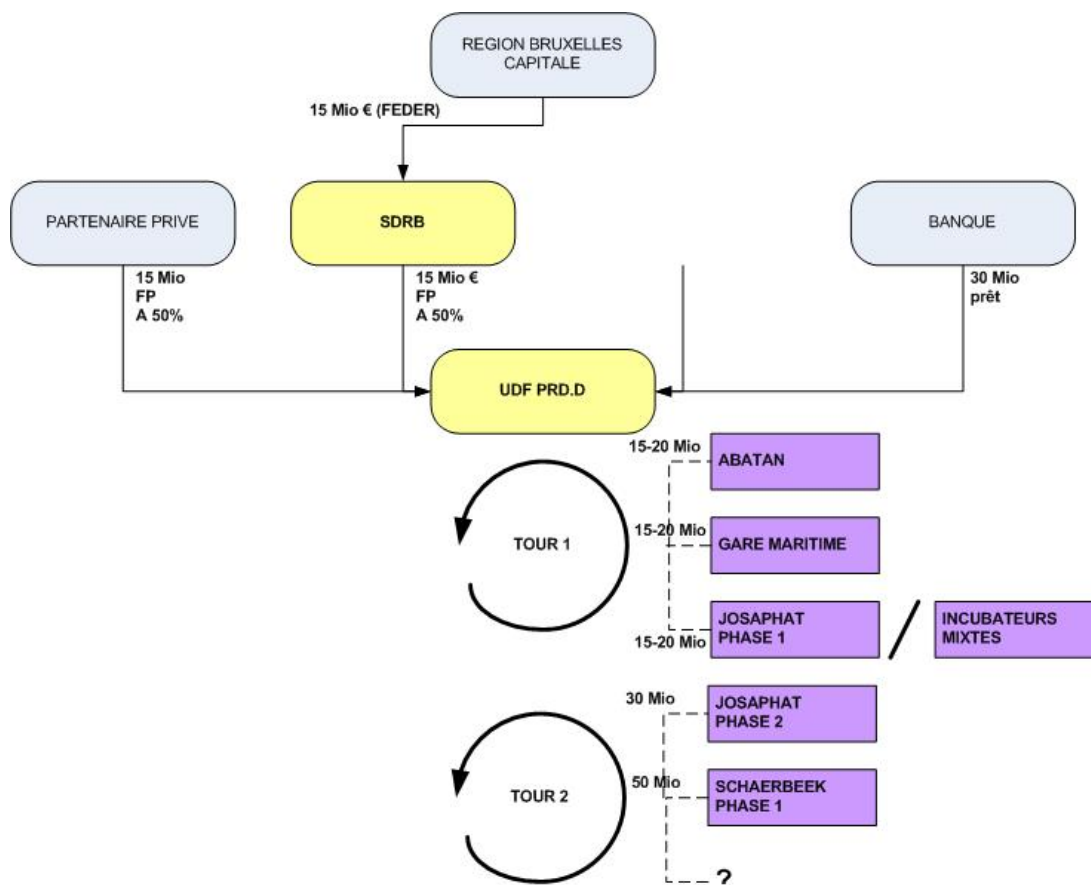 REGION BRUXELLES
CAPITALE
15 Mio € (FEDER)
PARTENAIRE PRIVE
SDRB
BANQUE
15 Mio
FP
A 50%
15 Mio €
FP
A 50%
30 Mio
prêt
UDF PRD.D
TOUR 1
15-20 Mio
ABATAN
15-20 Mio
GARE MARITIME
15-20 Mio
JOSAPHAT
PHASE 1
/
INCUBATEURS
MIXTES
TOUR 2
30 Mio
JOSAPHAT
PHASE 2
50 Mio
SCHAERBEEK
PHASE 1
?